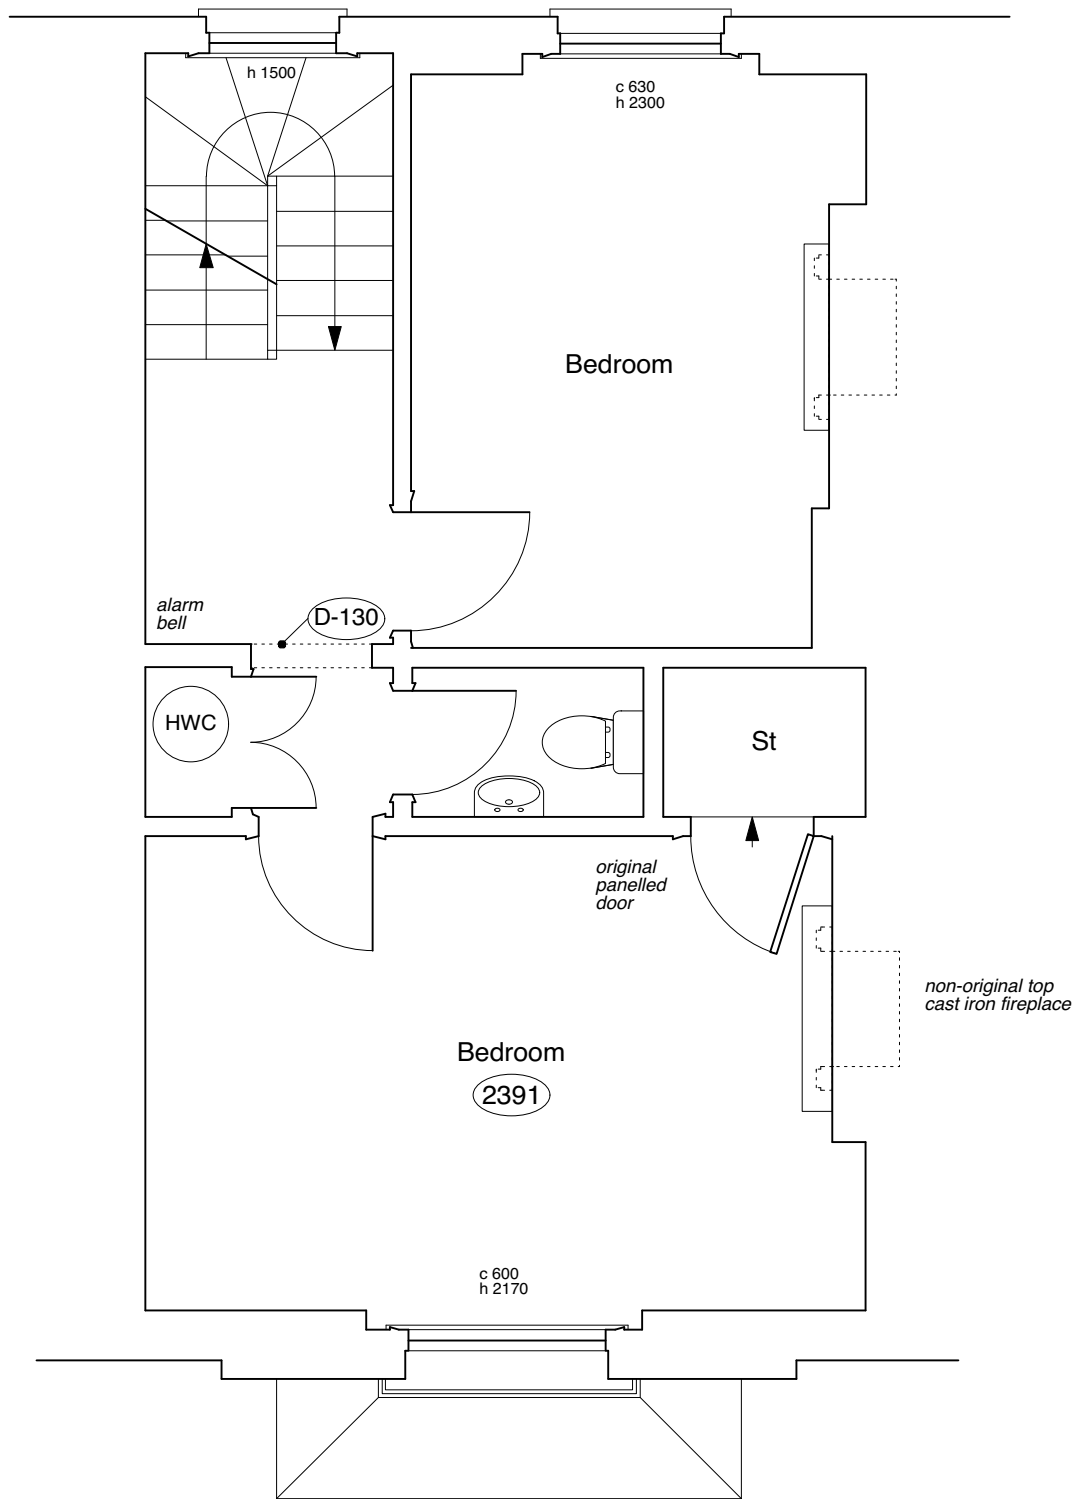 h 1500
c 630
h 2300
Bedroom
alarm
bell
D-130
HWC
St
original
panelled
door
non-original top
cast iron fireplace
Bedroom
2391
c 600
h 2170